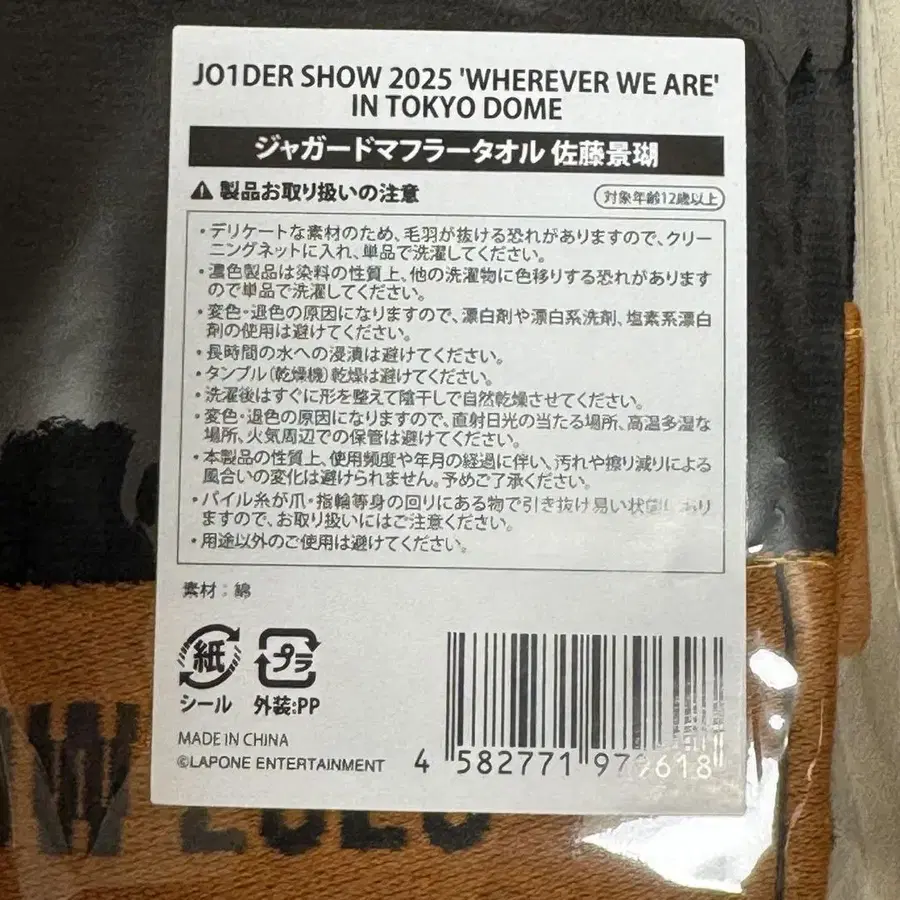 JO1DER SHOW 2025 'WHEREVER WE ARE'
IN TOKYO DOME
ジャガードマフラータオル 佐藤景瑚
製品お取り扱いの注意
対象年齢12歳以上
・デリケートな素材のため、毛羽が抜ける恐れがありますので、クリー
ニングネットに入れ、単品で洗濯してください。
・濃色製品は染料の性質上、他の洗濯物に色移りする恐れがあります
ので単品で洗濯してください。
・変色・退色の原因になりますので、漂白剤や漂白系洗剤、塩素系漂白
剤の使用は避けてください。
・長時間の水への浸漬は避けてください。
・タンブル(乾燥機)乾燥は避けてください。
・洗濯後はすぐに形を整えて陰干しで自然乾燥させてください。
・変色・退色の原因になりますので、直射日光の当たる場所、高温多湿な
場所、火気周辺での保管は避けてください。
・本製品の性質上、使用頻度や年月の経過に伴い、汚れや擦り減りによる
風合いの変化は避けられません。予めご了承ください。
・パイル糸が爪・指輪等身の回りにある物で引き抜け易い状態にあり
ますので、お取り扱いにはご注意ください。
・用途以外のご使用は避けてください。
素材：綿
紙
プラ
シール
外装:PP
MADE IN CHINA
©LAPONE ENTERTAINMENT
4 582771 979618
W 2025